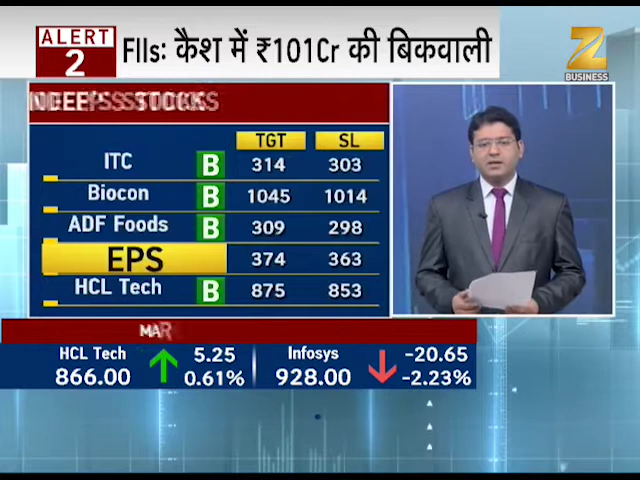 ALERT
2
FIIs: कैश में ₹101Cr की बिकवाली
Z
BUSINESS
STOCK
TGT SL
ITC B 314 303
Biocon B 1045 1014
ADF Foods B 309 298
EPS 374 363
HCL Tech B 875 853
MAR
HCL Tech 5.25 Infosys -20.65
866.00 0.61% 928.00 -2.23%